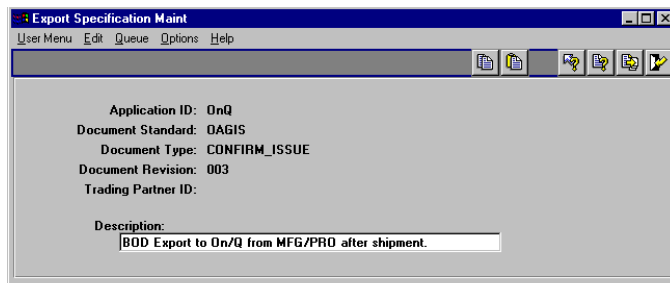 Export Specification Maint
User Menu Edit Queue Options Help
Application ID: OnQ
Document Standard: OAGIS
Document Type: CONFIRM_ISSUE
Document Revision: 003
Trading Partner ID:
Description:
BOD Export to On/Q from MFG/PRO after shipment.